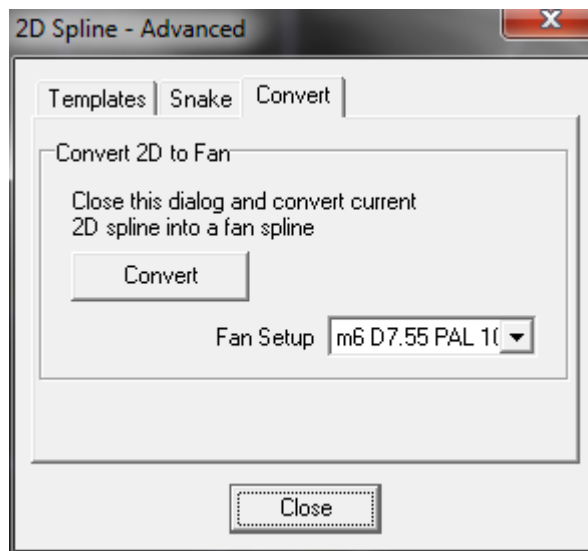 2D Spline - Advanced
Templates Snake Convert
Convert 2D to Fan
Close this dialog and convert current
2D spline into a fan spline
Convert
Fan Setup m6 D7.55 PAL 1(
Close